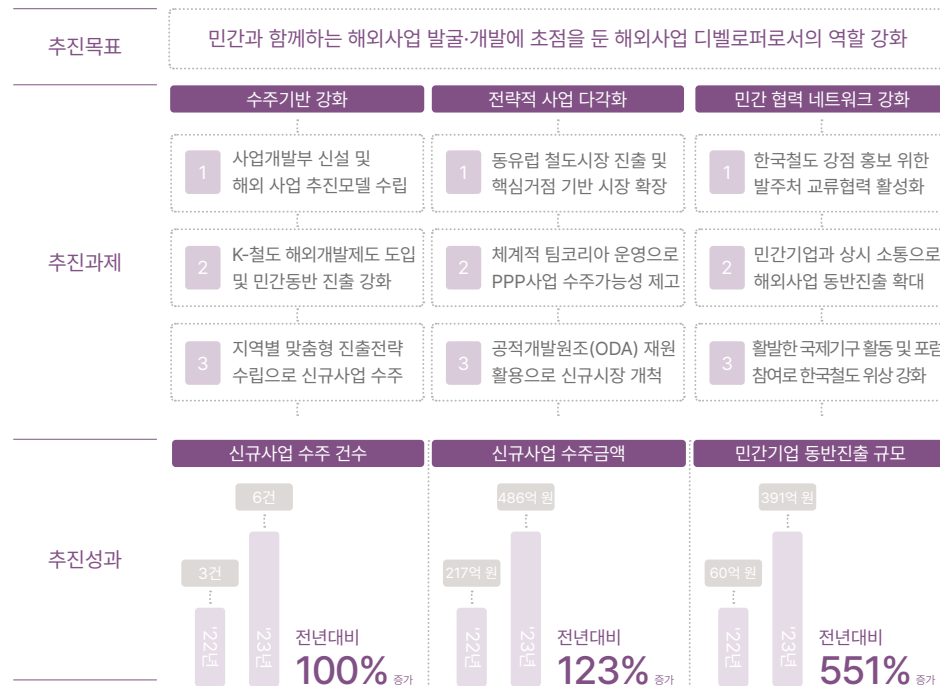 추진목표
민간과 함께하는 해외사업 발굴·개발에 초점을 둔 해외사업 디벨로퍼로서의 역할 강화
추진과제
수주기반 강화
1
사업개발부 신설 및
해외 사업 추진모델 수립
2
K-철도 해외개발제도 도입
및 민간동반 진출 강화
3
지역별 맞춤형 진출전략
수립으로 신규사업 수주
전략적 사업 다각화
1
동유럽 철도시장 진출 및
핵심거점 기반 시장 확장
2
체계적 팀코리아 운영으로
PPP사업 수주가능성 제고
3
공적개발원조(ODA) 재원
활용으로 신규시장 개척
민간 협력 네트워크 강화
1
한국철도 강점 홍보 위한
발주처 교류협력 활성화
2
민간기업과 상시 소통으로
해외사업 동반진출 확대
3
활발한 국제기구 활동 및 포럼
참여로 한국철도 위상 강화
추진성과
신규사업 수주 건수
3건
6건
'22년
'23년
전년대비
100% 증가
신규사업 수주금액
217억 원
486억 원
'22년
'23년
전년대비
123% 증가
민간기업 동반진출 규모
60억 원
391억 원
'22년
'23년
전년대비
551% 증가